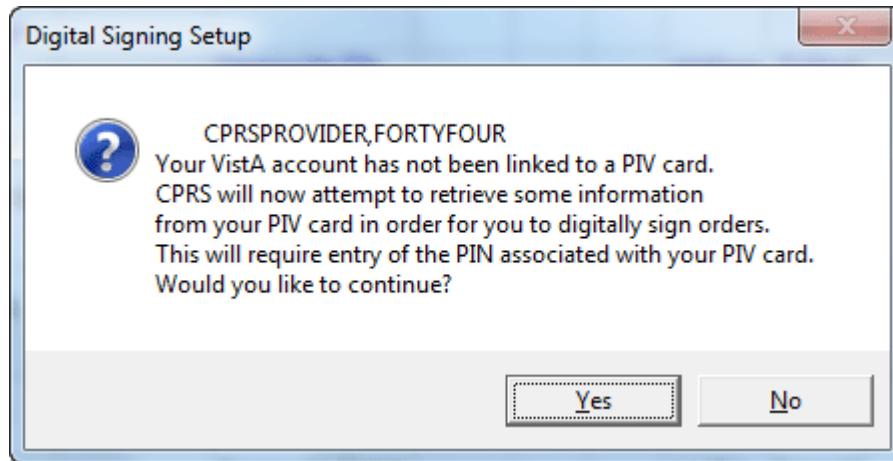 Digital Signing Setup
CPRSPROVIDER,FORTYFOUR
Your VistA account has not been linked to a PIV card.
CPRS will now attempt to retrieve some information
from your PIV card in order for you to digitally sign orders.
This will require entry of the PIN associated with your PIV card.
Would you like to continue?
Yes No